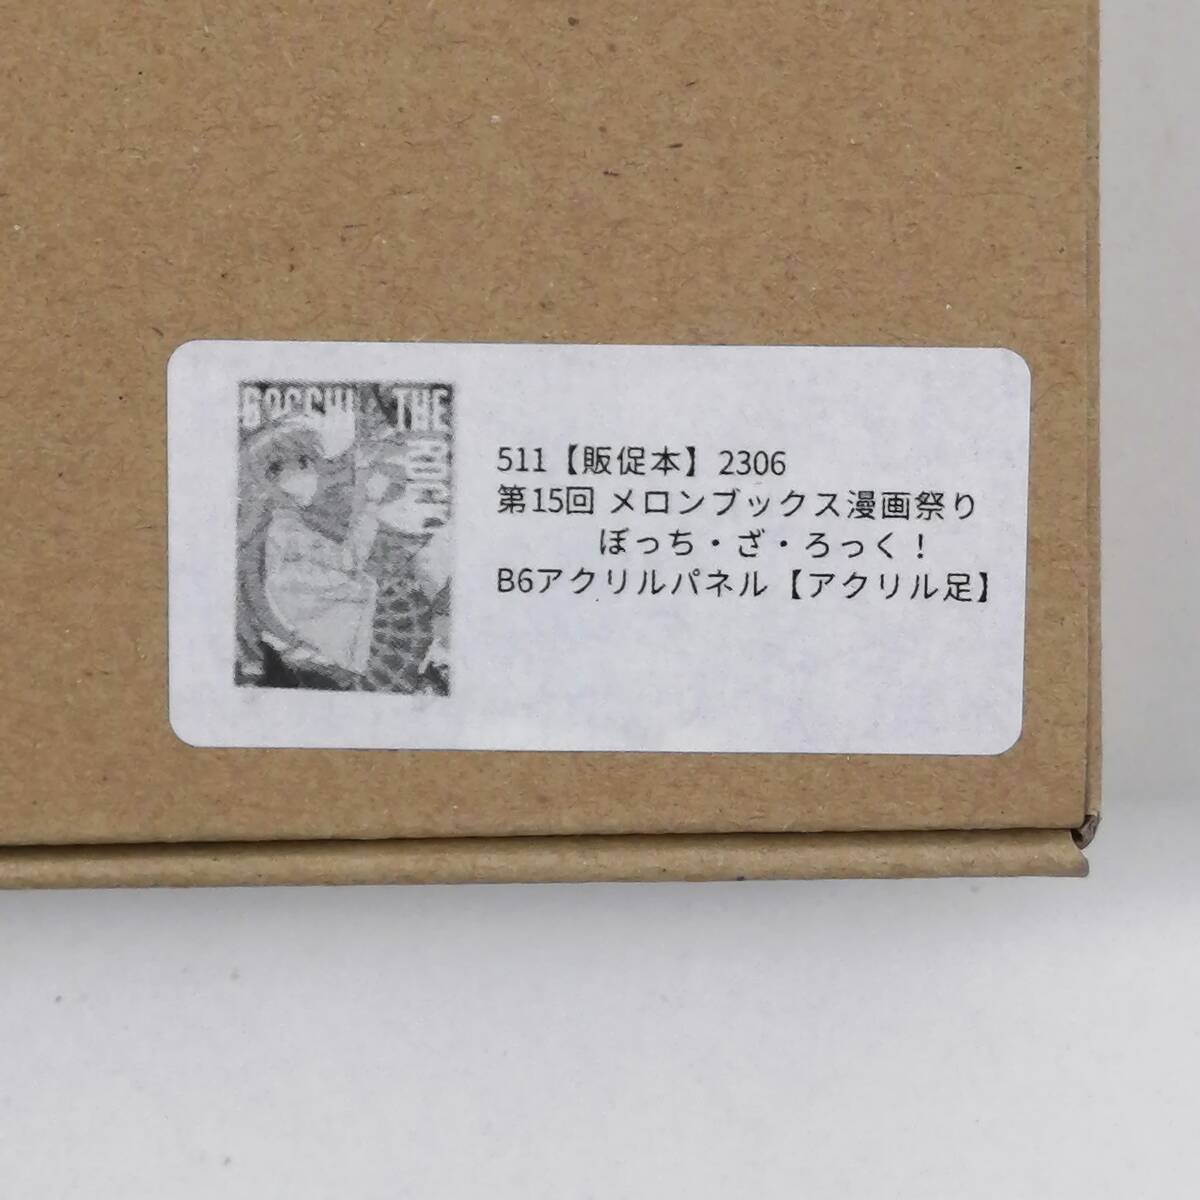 BOCCHI THE
ROCK
511【販促本】2306
第15回 メロンブックス漫画祭り
ぼっち・ざ・ろっく！
B6アクリルパネル【アクリル足】